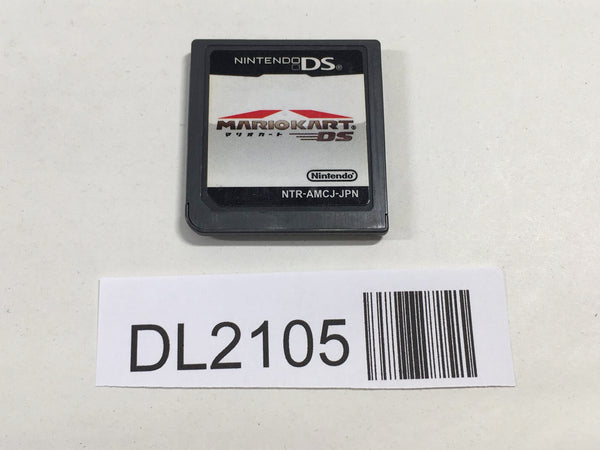 NINTENDO DS®
MARIOKART®
マリオカート DS
Nintendo®
NTR-AMCJ-JPN
DL2105